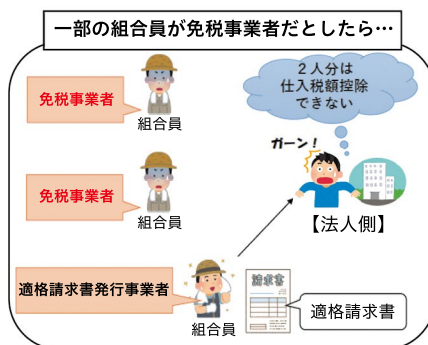 一部の組合員が免税事業者だとしたら…
免税事業者
組合員
２人分は
仕入税額控除
できない
ガーン！
免税事業者
組合員
【法人側】
適格請求書発行事業者
組合員
請求書
適格請求書